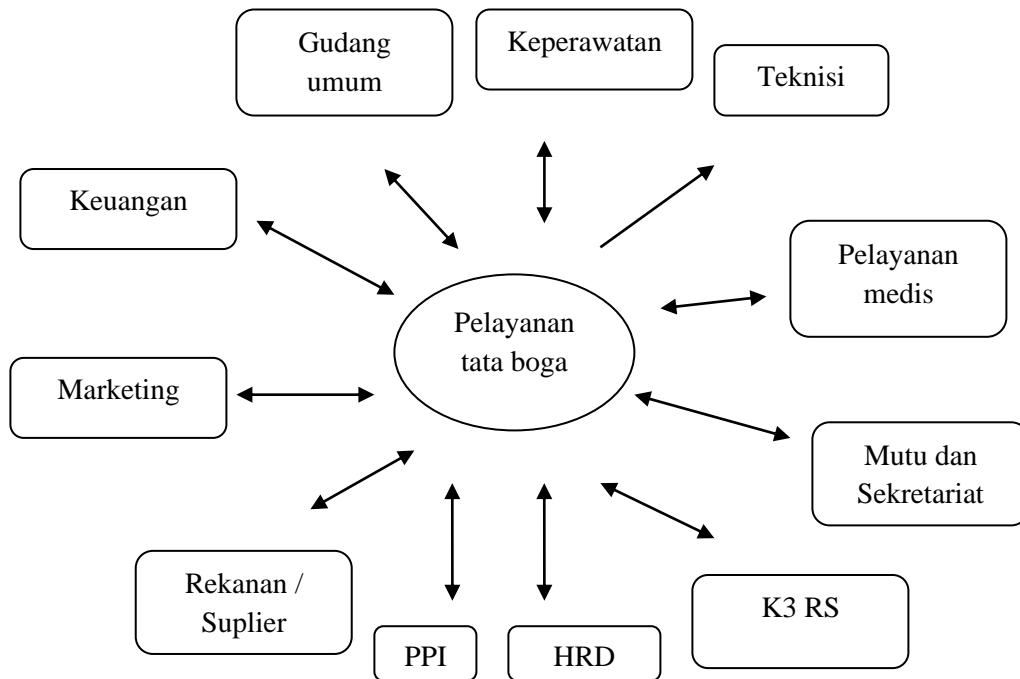 Gudang
umum
Keperawatan
Teknisi
Keuangan
Pelayanan
medis
Pelayanan
tata boga
Marketing
Mutu dan
Sekretariat
Rekanan /
Suplier
K3 RS
PPI
HRD